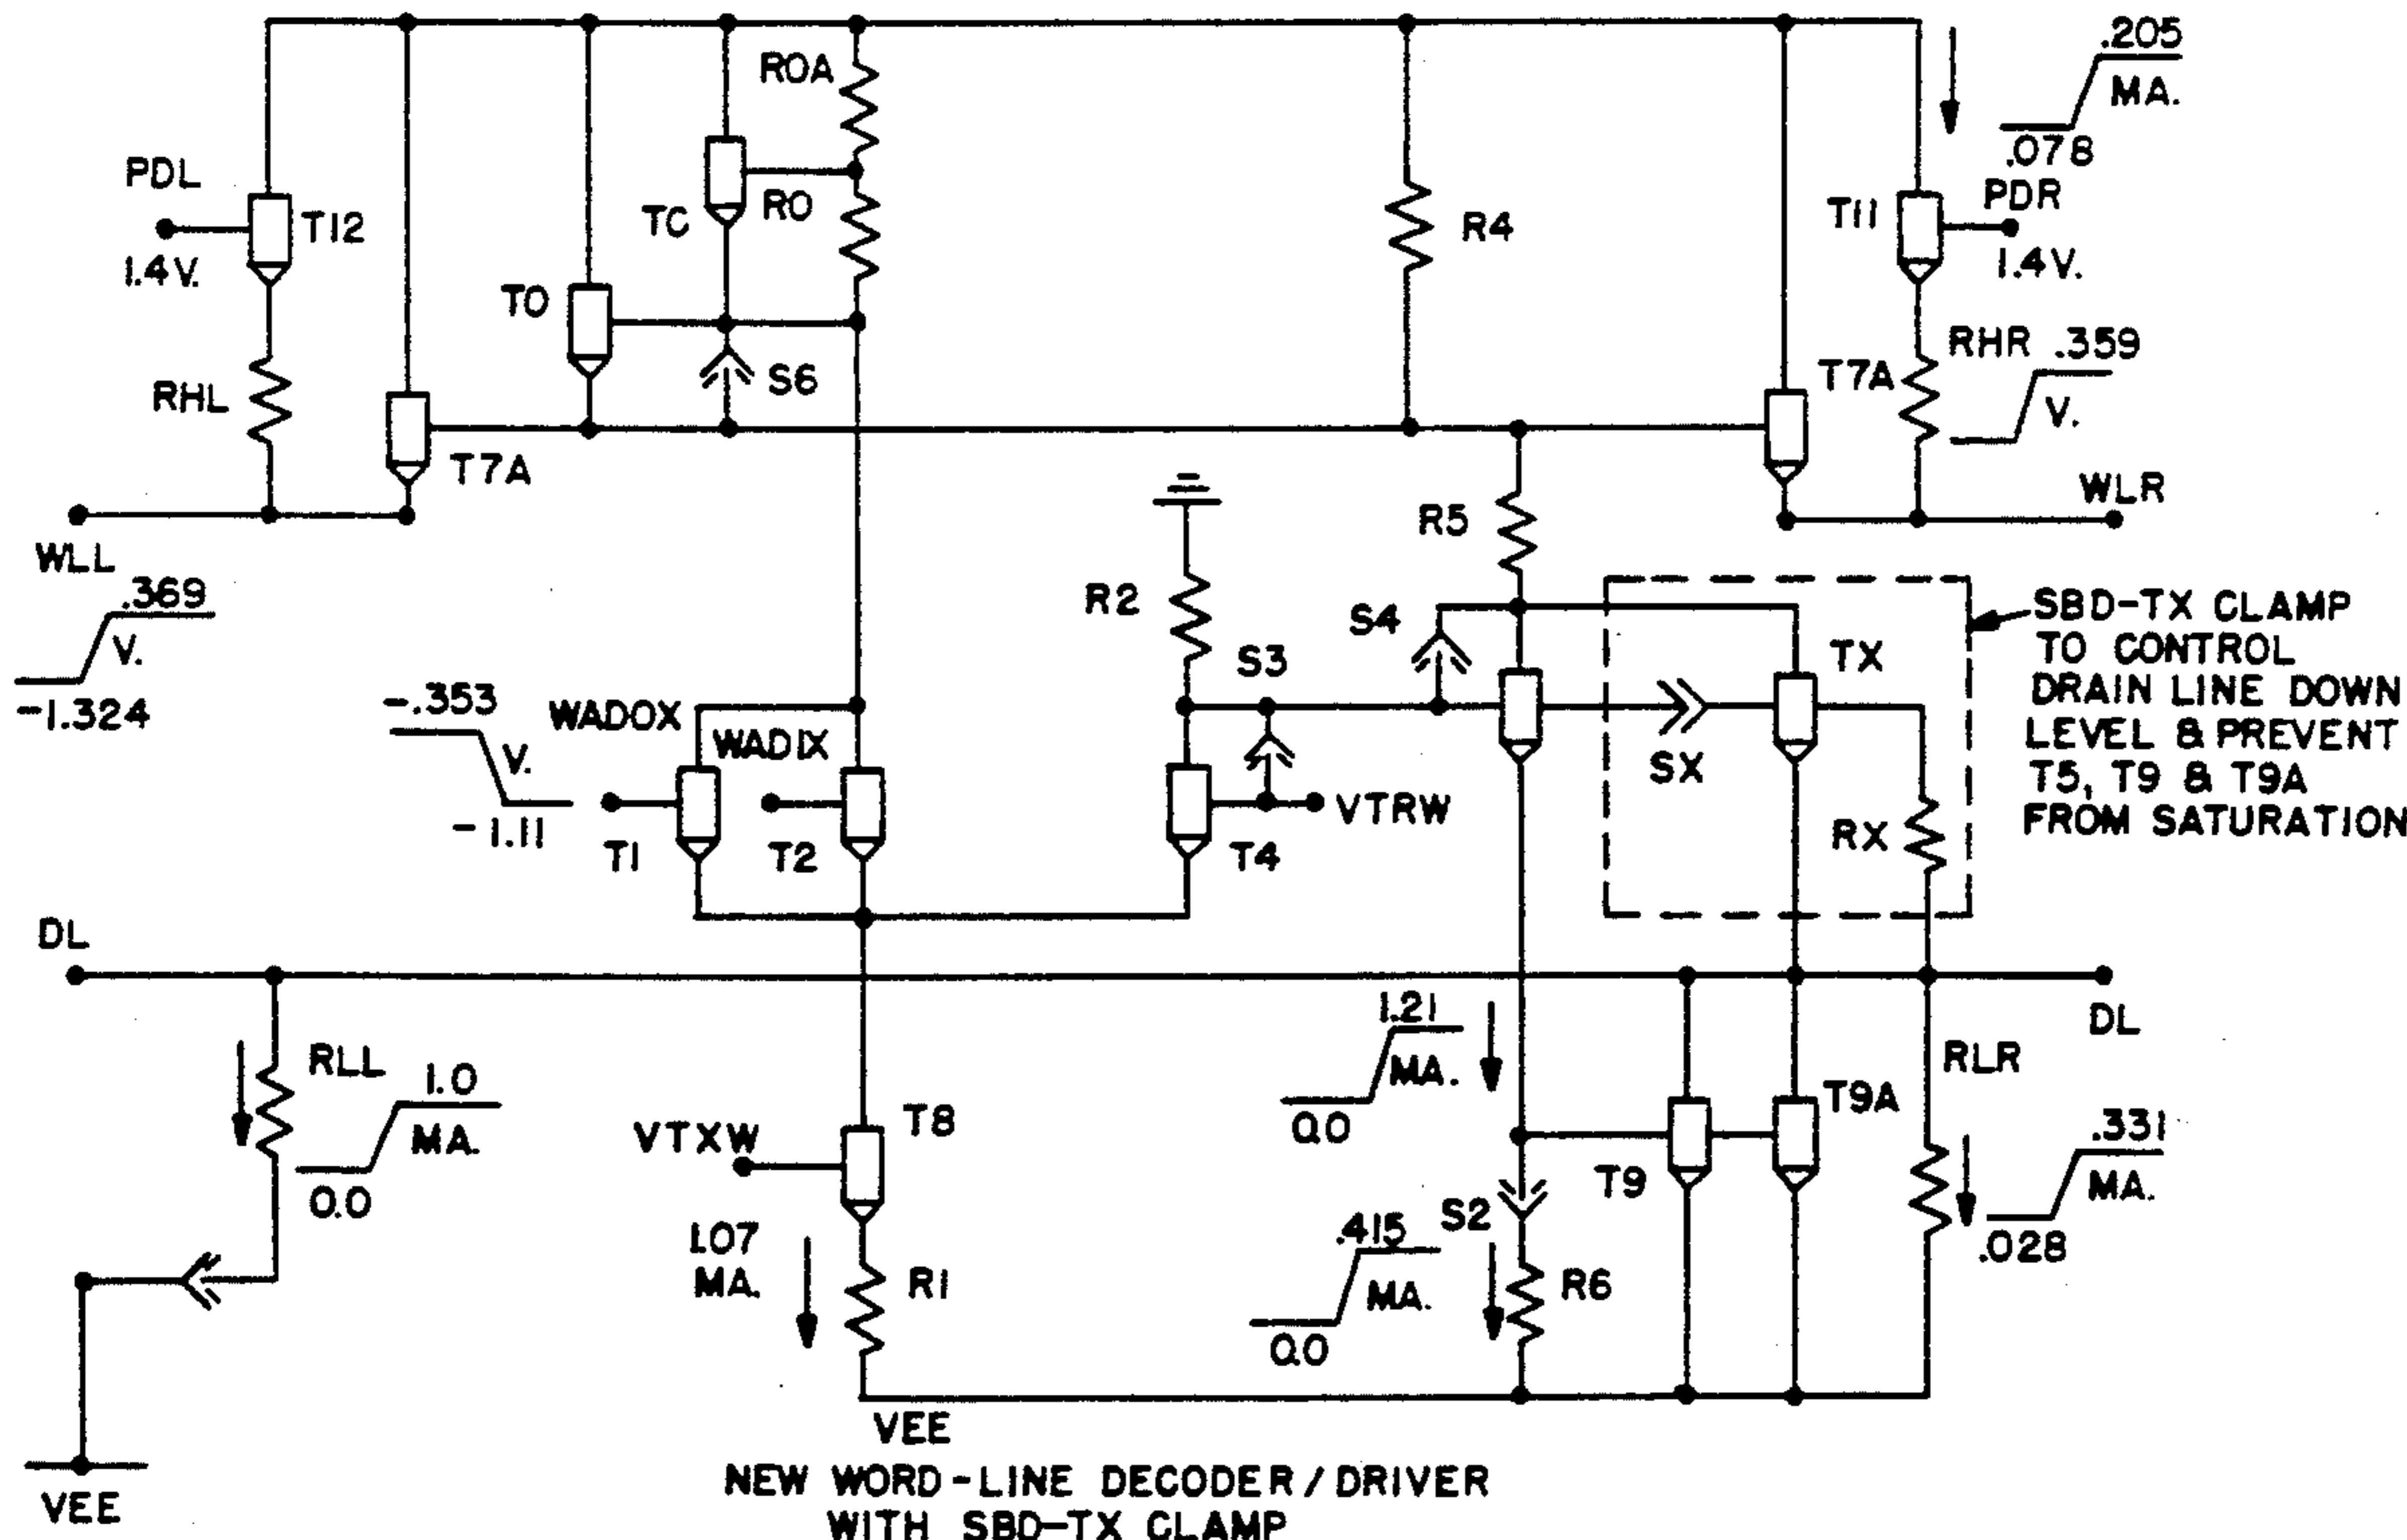 .205
MA.
.078
ROA
PDL
T12
1.4V.
TC
RO
R4
T11
PDR
1.4V.
TO
S6
RHL
T7A
T7A
RHR .359
V.
WLL
WLR
R5
.369
V.
-1.324
R2
S4
S3
TX
SBD-TX CLAMP
TO CONTROL
DRAIN LINE DOWN
LEVEL & PREVENT
T5, T9 & T9A
FROM SATURATION
-.353
V.
-1.11
WADOX
WADIX
T1
T2
T4
VTRW
SX
RX
DL
DL
RLL
1.0
MA.
0.0
VTXW
T8
1.21
MA.
0.0
T9
T9A
RLR
.331
MA.
.028
1.07
MA.
R1
.415
MA.
0.0
S2
R6
VEE
VEE
NEW WORD-LINE DECODER/DRIVER
WITH SBD-TX CLAMP